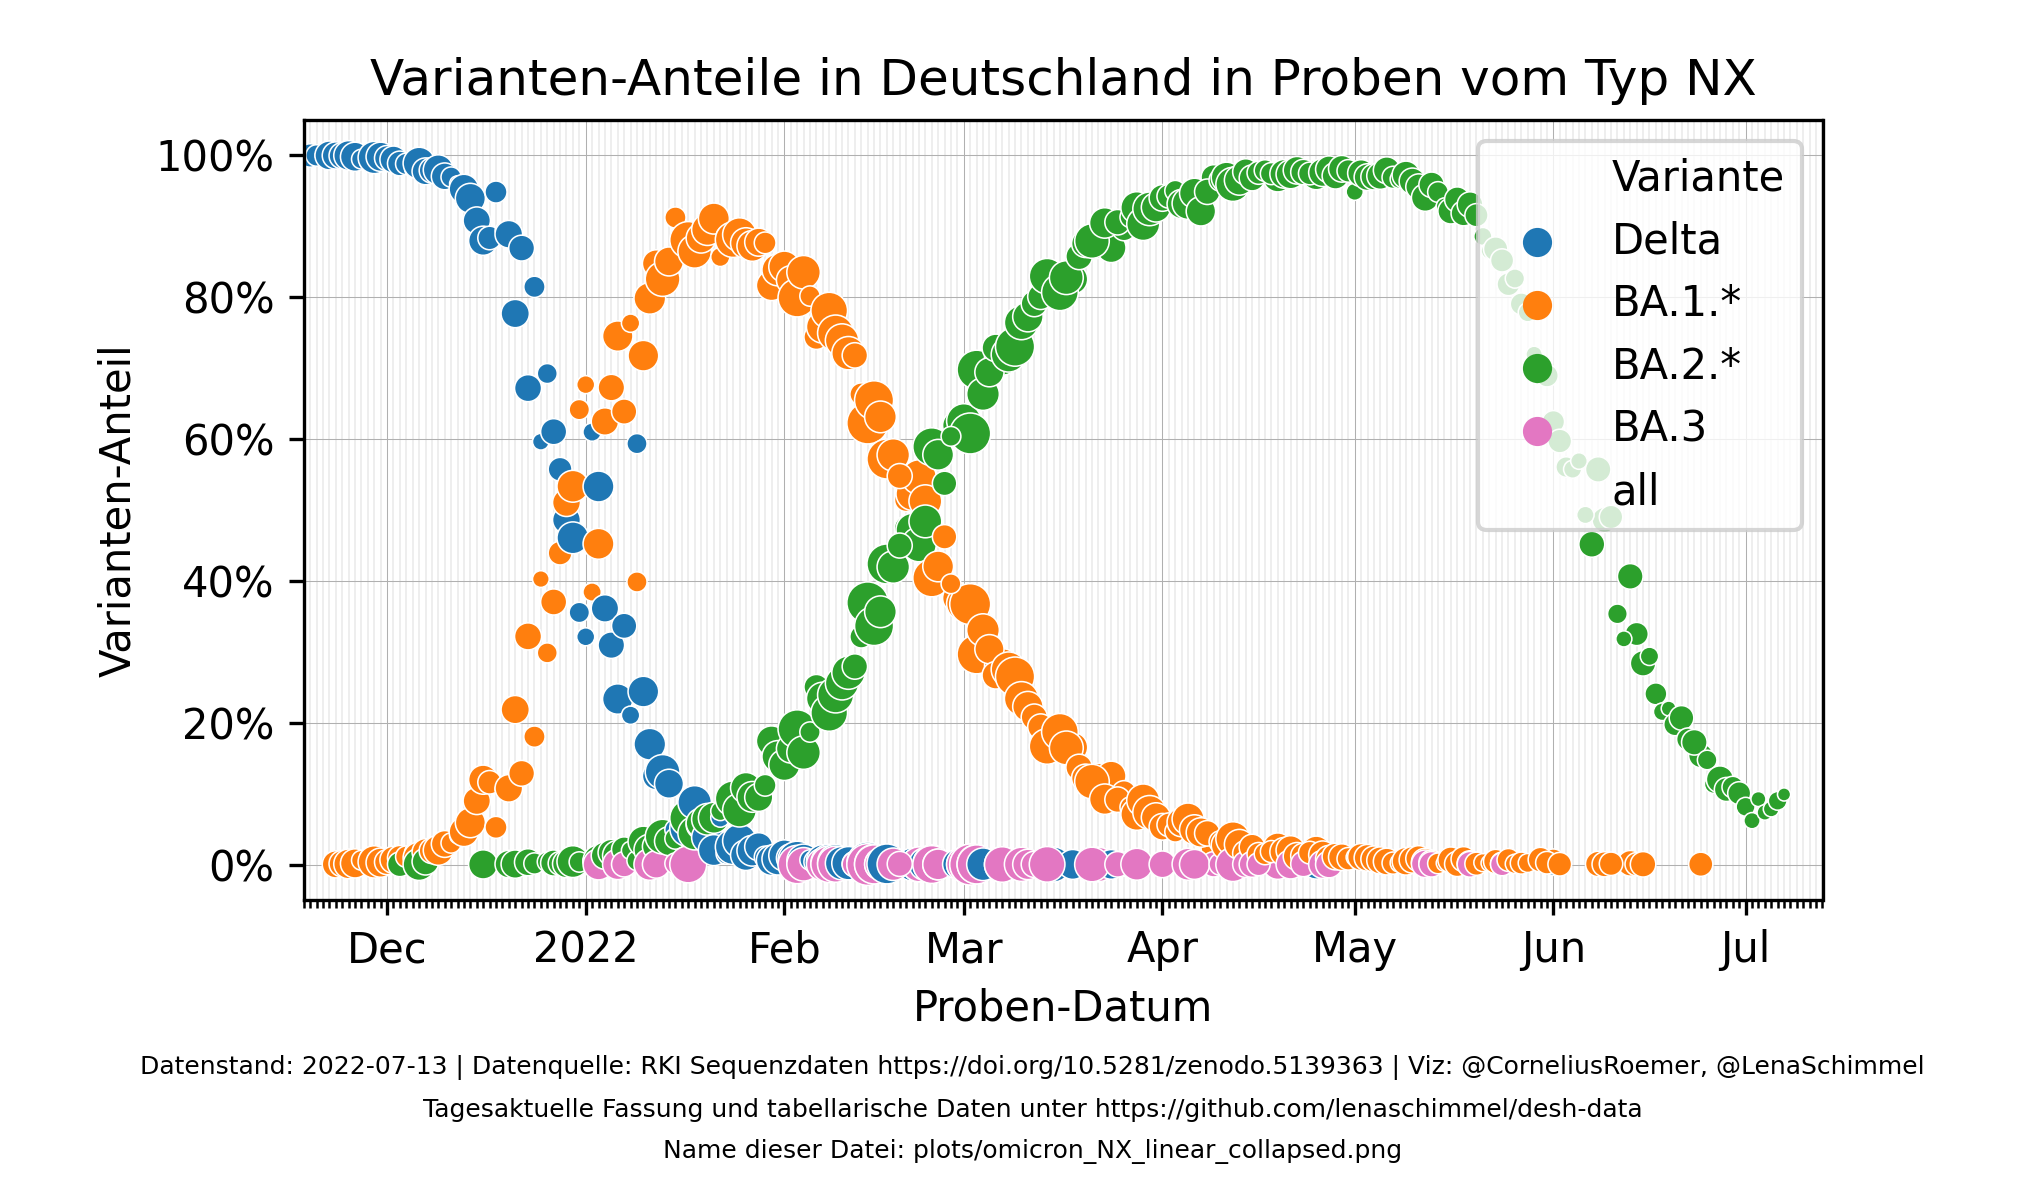 Varianten-Anteile in Deutschland in Proben vom Typ NX
Varianten-Anteil
100%
80%
60%
40%
20%
0%
Variante
Delta
BA.1.*
BA.2.*
BA.3
all
Dec
2022
Feb
Mar
Apr
May
Jun
Jul
Proben-Datum
Datenstand: 2022-07-13 | Datenquelle: RKI Sequenzdaten https://doi.org/10.5281/zenodo.5139363 | Viz: @CorneliusRoemer, @LenaSchimmel
Tagesaktuelle Fassung und tabellarische Daten unter https://github.com/lenaschimmel/desh-data
Name dieser Datei: plots/omicron_NX_linear_collapsed.png